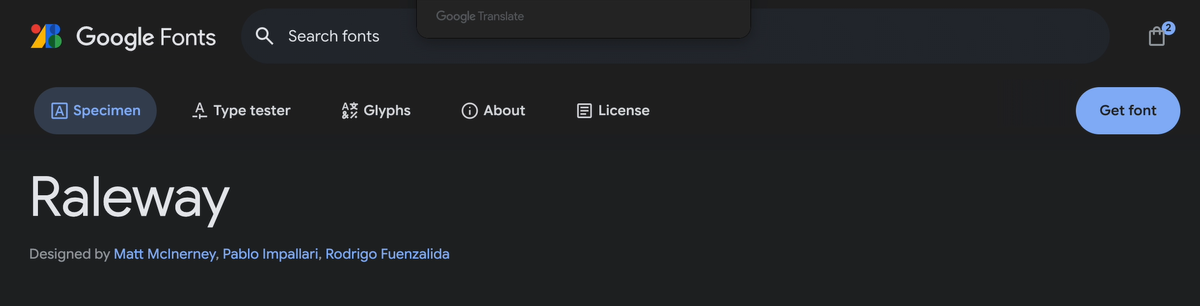 Google Translate
Google Fonts Search fonts 2
Specimen Type tester Glyphs About License Get font
Raleway
Designed by Matt McInerney, Pablo Impallari, Rodrigo Fuenzalida